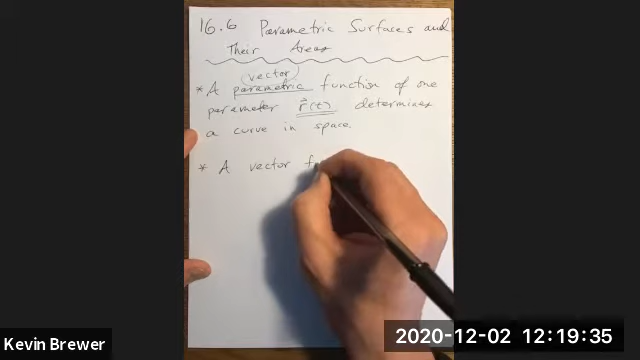 16.6 Parametric Surfaces and
Their Areas
(vector)
* A parametric function of one
parameter r⃗(t) determines
a curve in space.
* A vector f
Kevin Brewer
2020-12-02 12:19:35